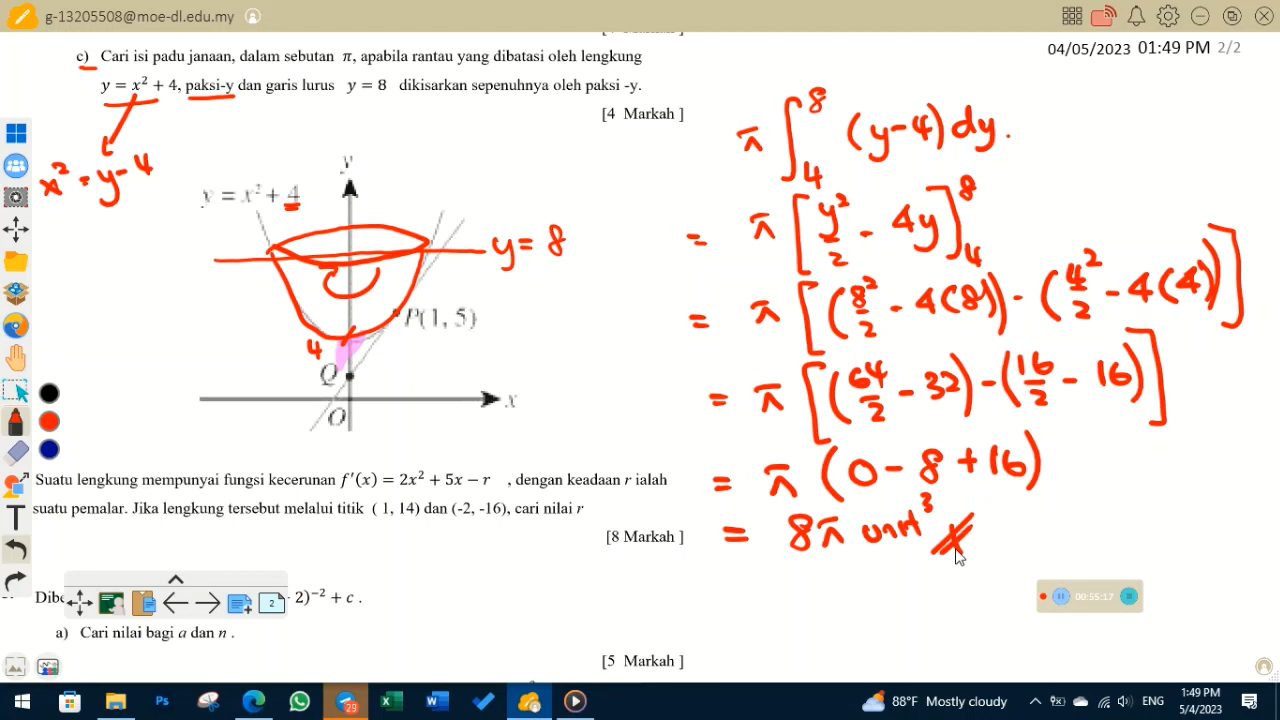 g-13205508@moe-dl.edu.my
04/05/2023 01:49 PM 2/2
c) Cari isi padu janaan, dalam sebutan π, apabila rantau yang dibatasi oleh lengkung
y = x² + 4, paksi-y dan garis lurus y = 8 dikisarkan sepenuhnya oleh paksi -y.
[4 Markah ]
x² = y-4
y
y = x² + 4
y = 8
P(1, 5)
4
Q
O
x
π ∫₄⁸ (y-4) dy.
= π [y²/2 - 4y]₄⁸
= π [(8²/2 - 4(8)) - (4²/2 - 4(4))]
= π [(64/2 - 32) - (16/2 - 16)]
= π (0 - 8 + 16)
= 8π unit³
Suatu lengkung mempunyai fungsi kecerunan f′(x) = 2x² + 5x − r , dengan keadaan r ialah
suatu pemalar. Jika lengkung tersebut melalui titik ( 1, 14) dan (-2, -16), cari nilai r
[8 Markah ]
2)⁻² + c .
2
a) Cari nilai bagi a dan n .
[5 Markah ]
T
00:55:17
Ps
29
X
W
88°F Mostly cloudy
ENG
1:49 PM
5/4/2023